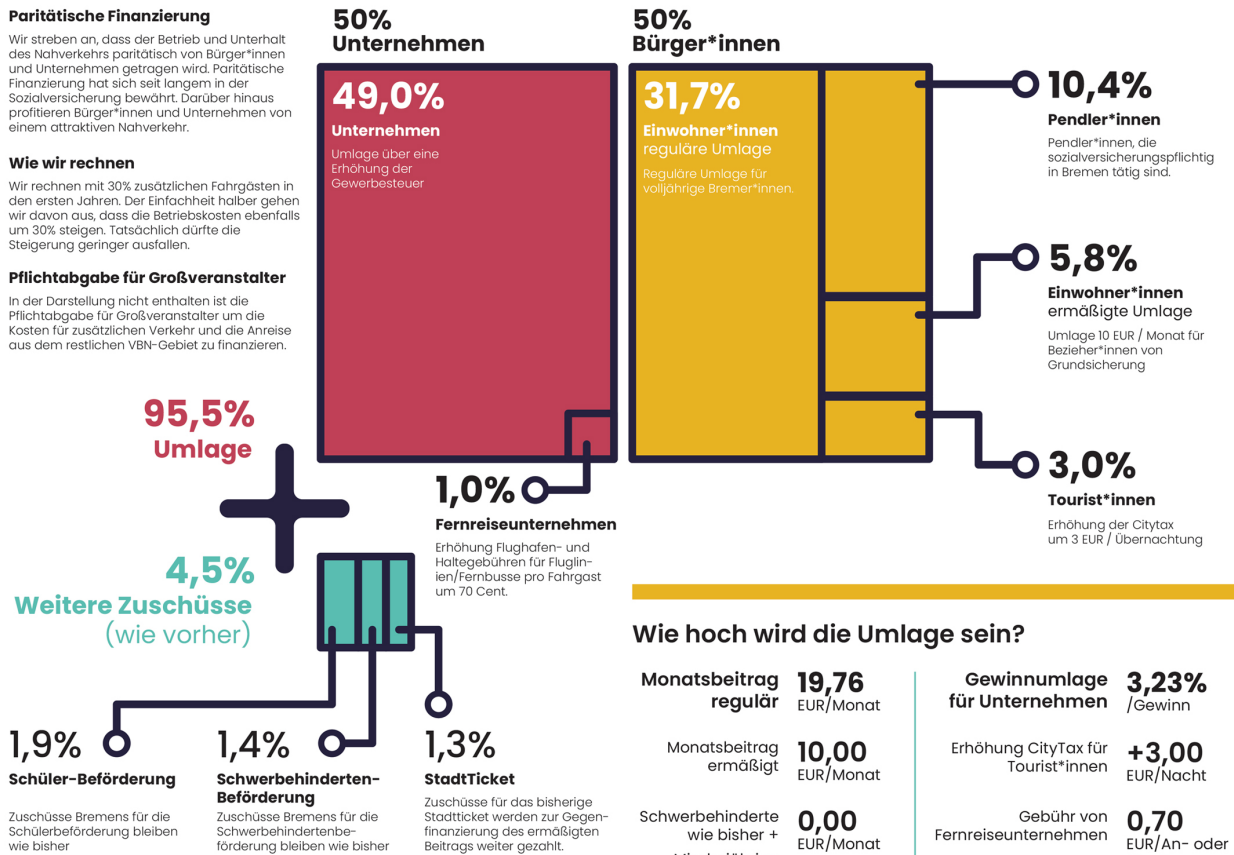 Paritätische Finanzierung
Wir streben an, dass der Betrieb und Unterhalt
des Nahverkehrs paritätisch von Bürger*innen
und Unternehmen getragen wird. Paritätische
Finanzierung hat sich seit langem in der
Sozialversicherung bewährt. Darüber hinaus
profitieren Bürger*innen und Unternehmen von
einem attraktiven Nahverkehr.
Wie wir rechnen
Wir rechnen mit 30% zusätzlichen Fahrgästen in
den ersten Jahren. Der Einfachheit halber gehen
wir davon aus, dass die Betriebskosten ebenfalls
um 30% steigen. Tatsächlich dürfte die
Steigerung geringer ausfallen.
Pflichtabgabe für Großveranstalter
In der Darstellung nicht enthalten ist die
Pflichtabgabe für Großveranstalter um die
Kosten für zusätzlichen Verkehr und die Anreise
aus dem restlichen VBN-Gebiet zu finanzieren.
50%
Unternehmen
49,0%
Unternehmen
Umlage über eine
Erhöhung der
Gewerbesteuer
50%
Bürger*innen
31,7%
Einwohner*innen
reguläre Umlage
Reguläre Umlage für
volljährige Bremer*innen.
10,4%
Pendler*innen
Pendler*innen, die
sozialversicherungspflichtig
in Bremen tätig sind.
5,8%
Einwohner*innen
ermäßigte Umlage
Umlage 10 EUR / Monat für
Bezieher*innen von
Grundsicherung
3,0%
Tourist*innen
Erhöhung der Citytax
um 3 EUR / Übernachtung
1,0%
Fernreiseunternehmen
Erhöhung Flughafen- und
Haltegebühren für Fluglin-
ien/Fernbusse pro Fahrgast
um 70 Cent.
95,5%
Umlage
4,5%
Weitere Zuschüsse
(wie vorher)
1,9%
Schüler-Beförderung
Zuschüsse Bremens für die
Schülerbeförderung bleiben
wie bisher
1,4%
Schwerbehinderten-
Beförderung
Zuschüsse Bremens für die
Schwerbehindertenbe-
förderung bleiben wie bisher
1,3%
StadtTicket
Zuschüsse für das bisherige
Stadtticket werden zur Gegen-
finanzierung des ermäßigten
Beitrags weiter gezahlt.
Wie hoch wird die Umlage sein?
Monatsbeitrag
regulär
19,76
EUR/Monat
Monatsbeitrag
ermäßigt
10,00
EUR/Monat
Schwerbehinderte
wie bisher +
0,00
EUR/Monat
Gewinnumlage
für Unternehmen
3,23%
/Gewinn
Erhöhung CityTax für
Tourist*innen
+3,00
EUR/Nacht
Gebühr von
Fernreiseunternehmen
0,70
EUR/An- oder